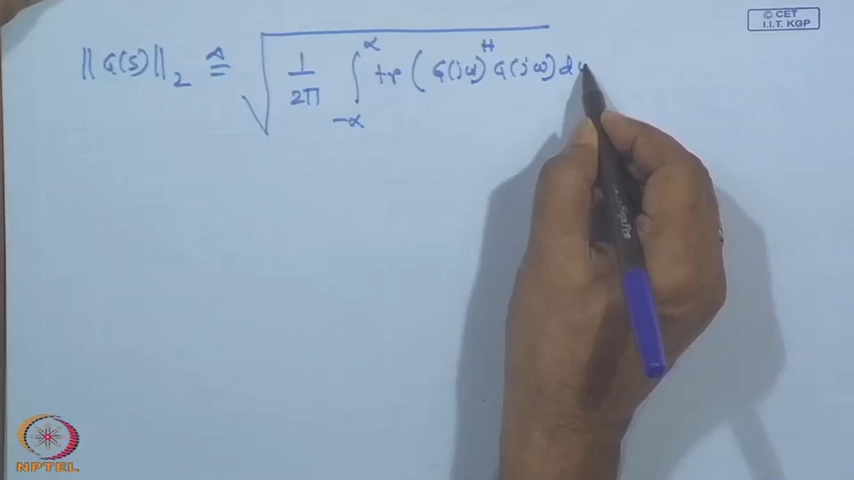 © CET
I.I.T. KGP
||G(s)||₂ ≜ √( 1/2π ∫_{-∝}^{∝} tr ( G(jω)^H G(jω) dω
NPTEL